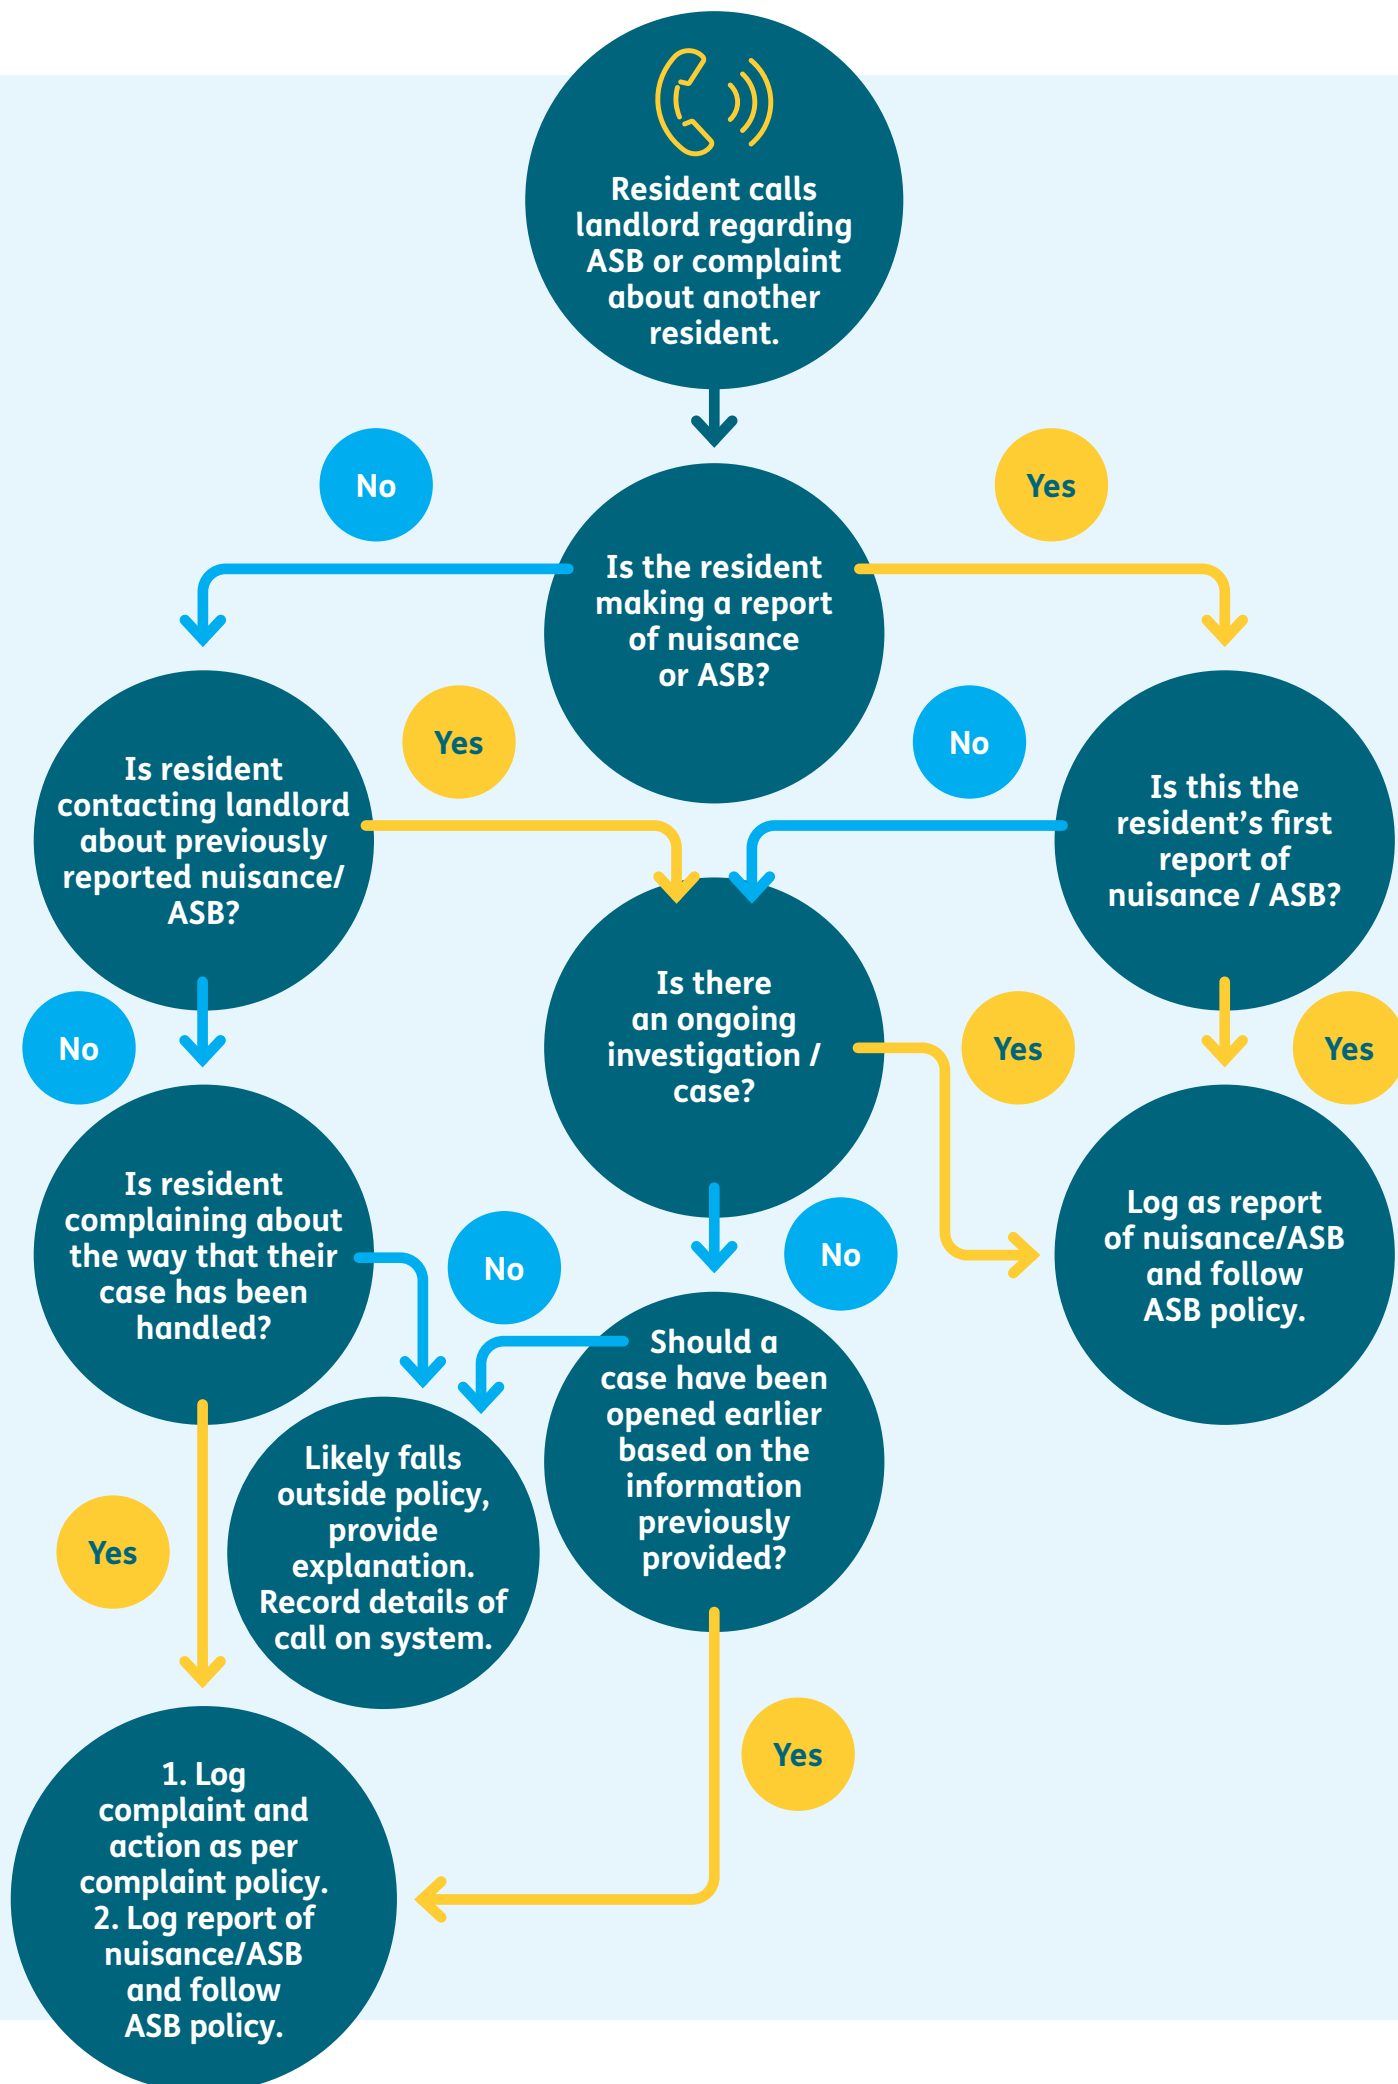 Resident calls
landlord regarding
ASB or complaint
about another
resident.
No
Yes
Is the resident
making a report
of nuisance
or ASB?
Is resident
contacting landlord
about previously
reported nuisance/
ASB?
Yes
No
Is this the
resident’s first
report of
nuisance / ASB?
No
Is there
an ongoing
investigation /
case?
Yes
Yes
Is resident
complaining about
the way that their
case has been
handled?
No
No
Log as report
of nuisance/ASB
and follow
ASB policy.
Should a
case have been
opened earlier
based on the
information
previously
provided?
Likely falls
outside policy,
provide
explanation.
Record details of
call on system.
Yes
Yes
1. Log
complaint and
action as per
complaint policy.
2. Log report of
nuisance/ASB
and follow
ASB policy.